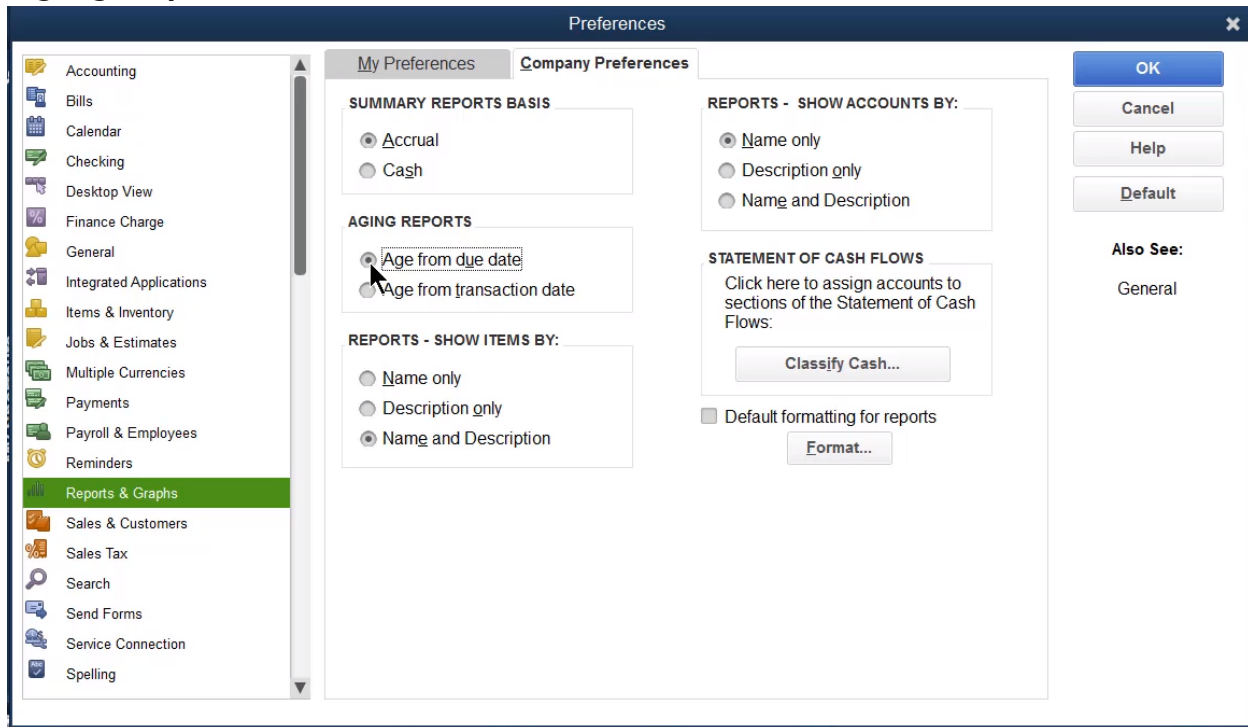 Preferences
Accounting
Bills
Calendar
Checking
Desktop View
Finance Charge
General
Integrated Applications
Items & Inventory
Jobs & Estimates
Multiple Currencies
Payments
Payroll & Employees
Reminders
Reports & Graphs
Sales & Customers
Sales Tax
Search
Send Forms
Service Connection
Spelling
My Preferences
Company Preferences
SUMMARY REPORTS BASIS
Accrual
Cash
AGING REPORTS
Age from due date
Age from transaction date
REPORTS - SHOW ITEMS BY:
Name only
Description only
Name and Description
REPORTS - SHOW ACCOUNTS BY:
Name only
Description only
Name and Description
STATEMENT OF CASH FLOWS
Click here to assign accounts to
sections of the Statement of Cash
Flows:
Classify Cash...
Default formatting for reports
Format...
OK
Cancel
Help
Default
Also See:
General